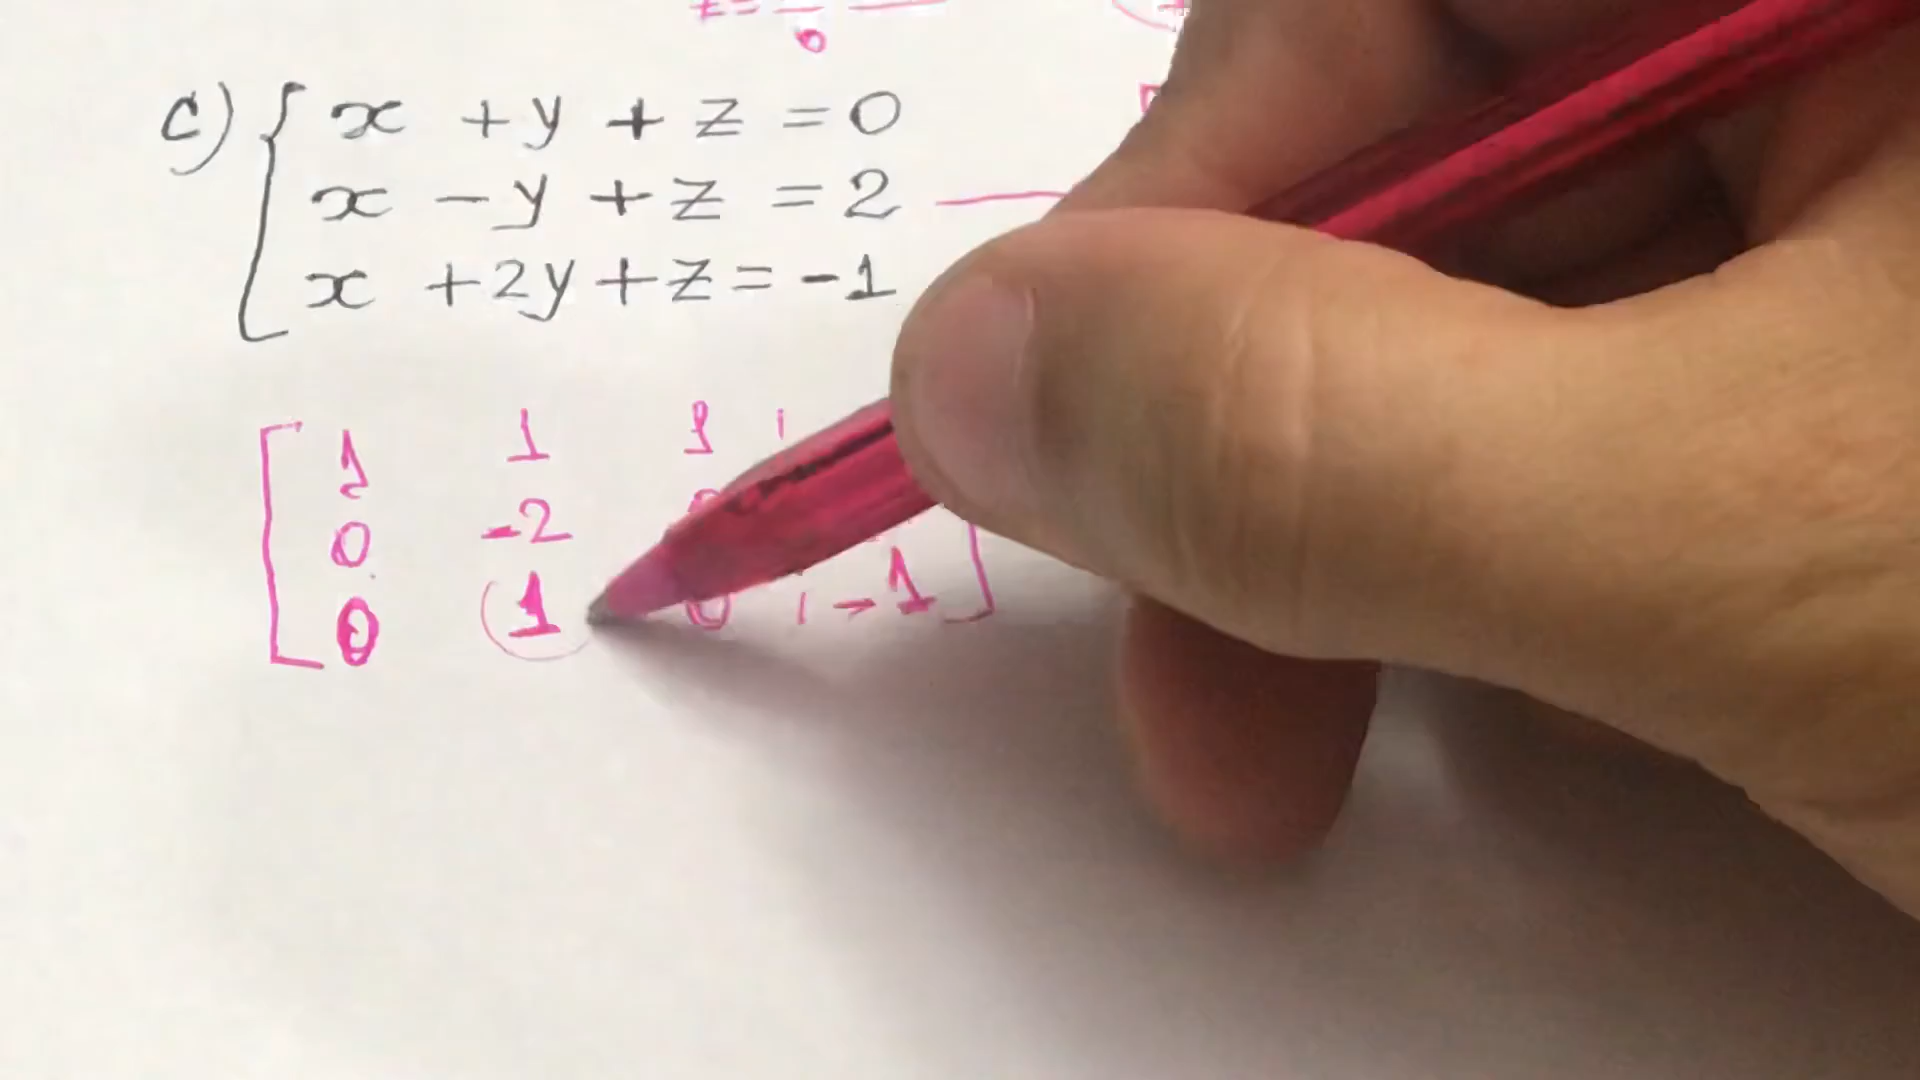 c) { x + y + z = 0
x - y + z = 2
x + 2y + z = -1
[ 1 1 1
0 -2
0 (1 0 -1 ]